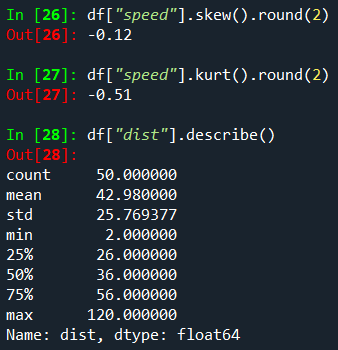 In [26]: df["speed"].skew().round(2)
Out[26]: -0.12
In [27]: df["speed"].kurt().round(2)
Out[27]: -0.51
In [28]: df["dist"].describe()
Out[28]:
count     50.000000
mean      42.980000
std       25.769377
min        2.000000
25%       26.000000
50%       36.000000
75%       56.000000
max      120.000000
Name: dist, dtype: float64